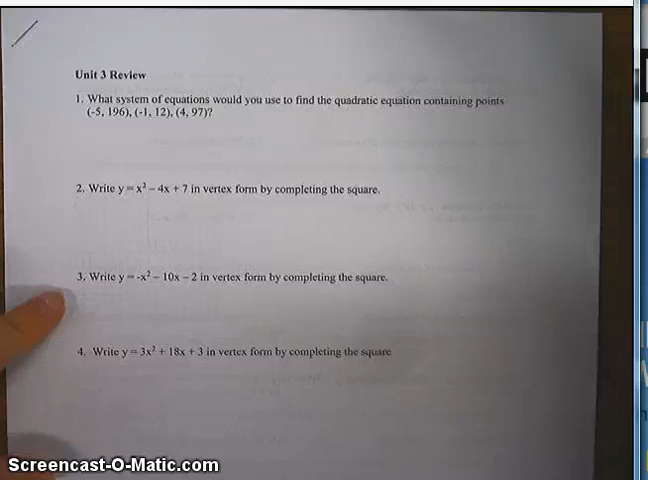 Unit 3 Review
1. What system of equations would you use to find the quadratic equation containing points
(-5, 196), (-1, 12), (4, 97)?
2. Write y = x² – 4x + 7 in vertex form by completing the square.
3. Write y = -x² – 10x – 2 in vertex form by completing the square.
4. Write y = 3x² + 18x + 3 in vertex form by completing the square
Screencast-O-Matic.com